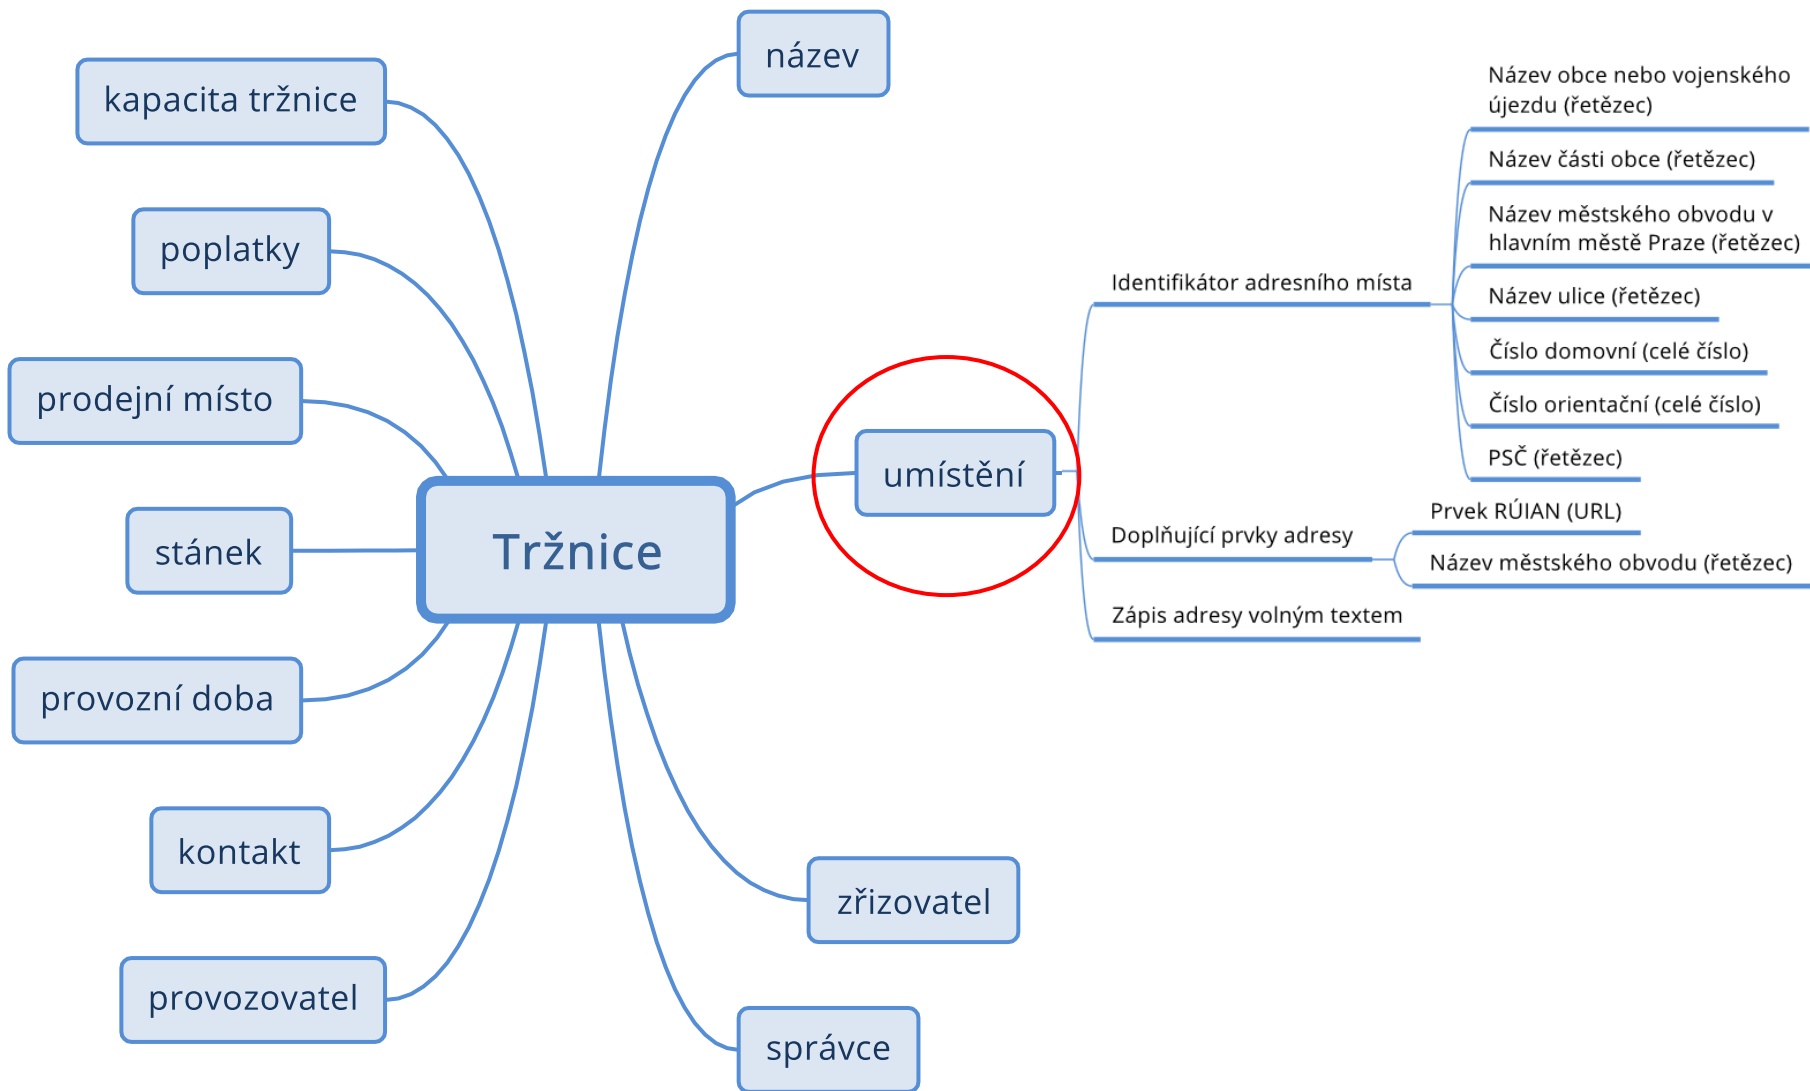 název
kapacita tržnice
poplatky
prodejní místo
stánek
provozní doba
kontakt
provozovatel
Tržnice
umístění
zřizovatel
správce
Identifikátor adresního místa
Název obce nebo vojenského
újezdu (řetězec)
Název části obce (řetězec)
Název městského obvodu v
hlavním městě Praze (řetězec)
Název ulice (řetězec)
Číslo domovní (celé číslo)
Číslo orientační (celé číslo)
PSČ (řetězec)
Doplňující prvky adresy
Prvek RÚIAN (URL)
Název městského obvodu (řetězec)
Zápis adresy volným textem